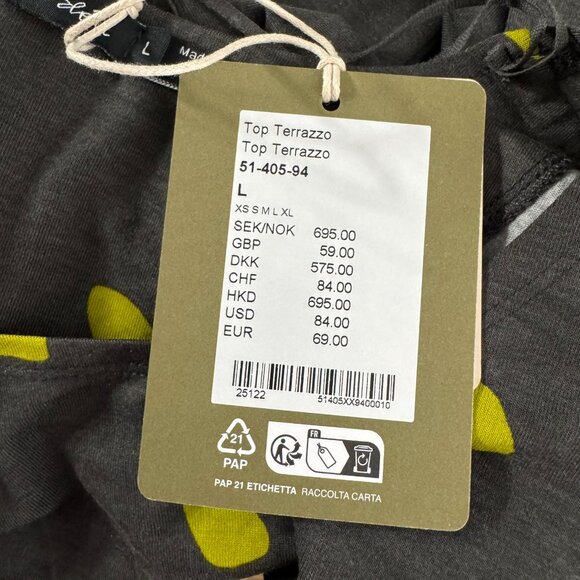 L
Made
Top Terrazzo
Top Terrazzo
51-405-94
L
XS S M L XL
SEK/NOK 695.00
GBP 59.00
DKK 575.00
CHF 84.00
HKD 695.00
USD 84.00
EUR 69.00
25122 51405XX9400010
21
PAP
FR
PAP 21 ETICHETTA RACCOLTA CARTA